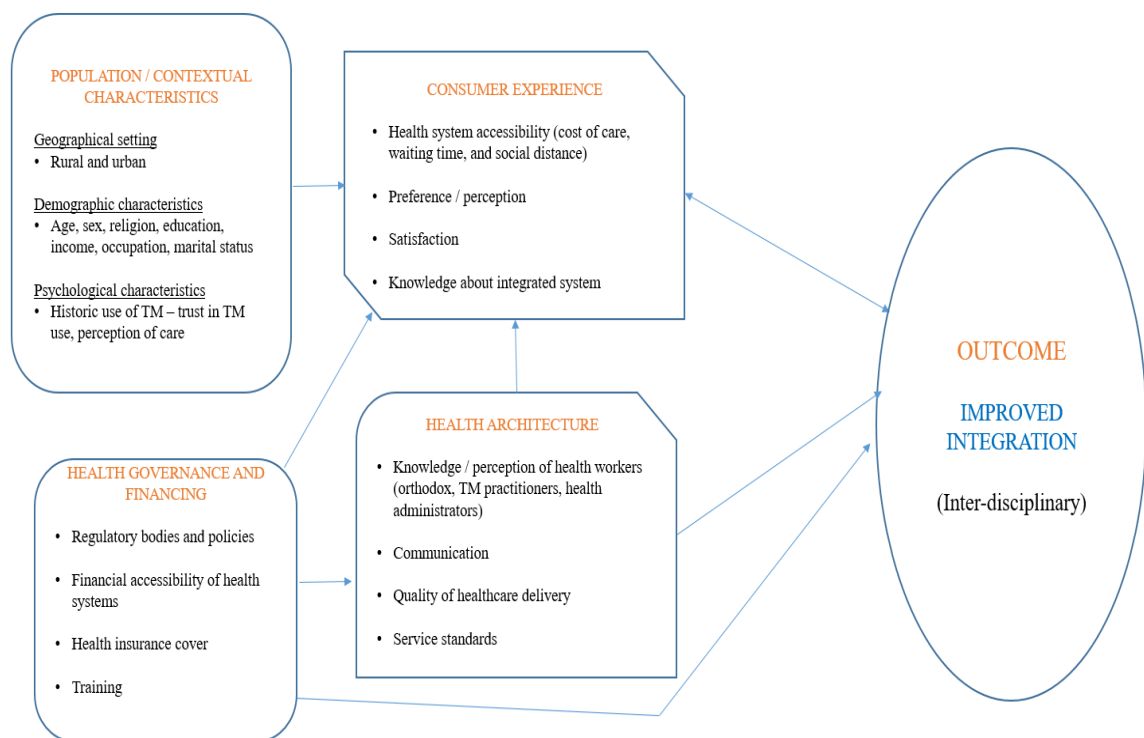 POPULATION / CONTEXTUAL
CHARACTERISTICS
Geographical setting
• Rural and urban
Demographic characteristics
• Age, sex, religion, education,
income, occupation, marital status
Psychological characteristics
• Historic use of TM – trust in TM
use, perception of care
CONSUMER EXPERIENCE
• Health system accessibility (cost of care,
waiting time, and social distance)
• Preference / perception
• Satisfaction
• Knowledge about integrated system
HEALTH GOVERNANCE AND
FINANCING
• Regulatory bodies and policies
• Financial accessibility of health
systems
• Health insurance cover
• Training
HEALTH ARCHITECTURE
• Knowledge / perception of health workers
(orthodox, TM practitioners, health
administrators)
• Communication
• Quality of healthcare delivery
• Service standards
OUTCOME
IMPROVED
INTEGRATION
(Inter-disciplinary)